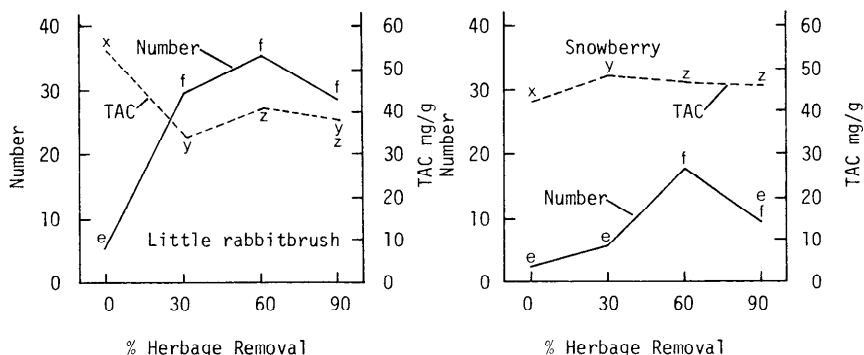 40
30
20
10
0
Number
x
Number
f
f
f
TAC
y
z
y
z
e
Little rabbitbrush
60
50
40
30
20
10
0
TAC mg/g
0 30 60 90
% Herbage Removal
40
30
20
10
0
Number
Snowberry
x
y
z
z
TAC
Number
f
e
f
e
e
60
50
40
30
20
10
0
TAC mg/g
0 30 60 90
% Herbage Removal